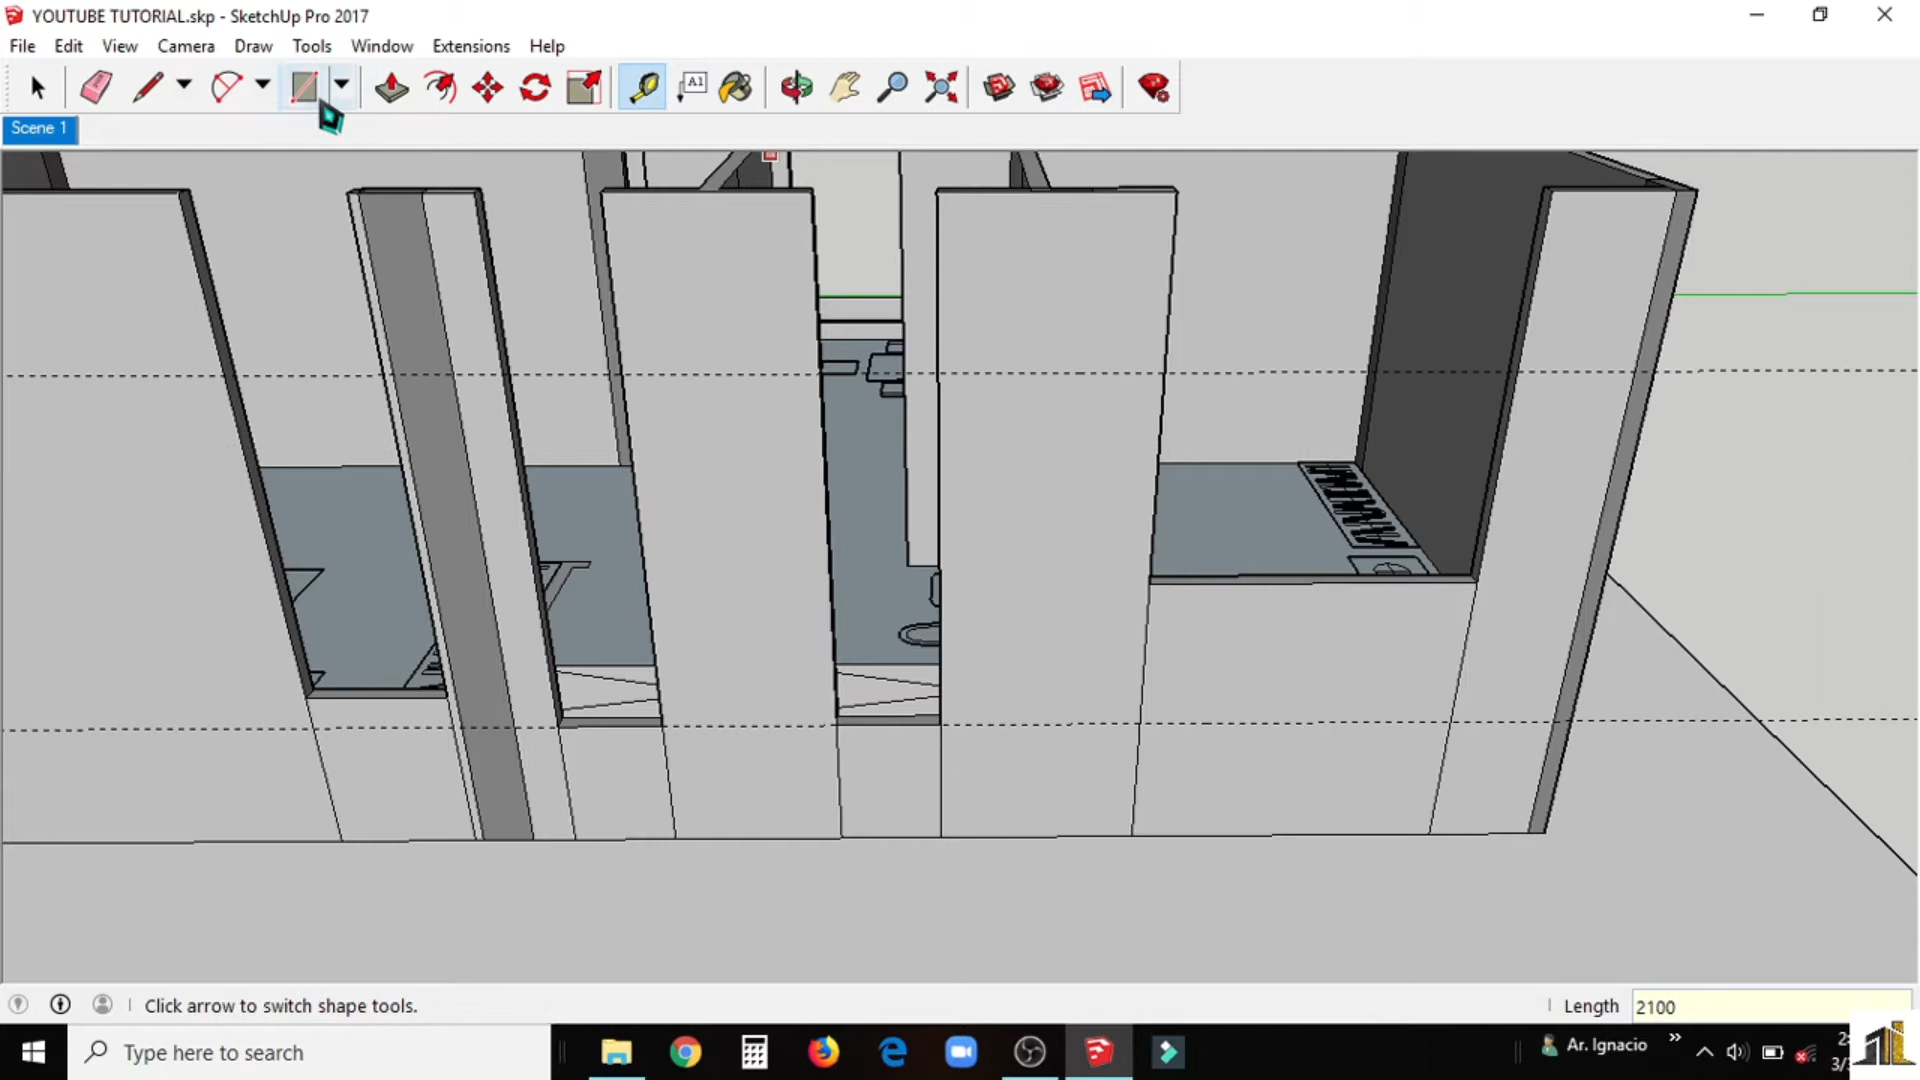 YOUTUBE TUTORIAL.skp - SketchUp Pro 2017
File Edit View Camera Draw Tools Window Extensions Help
A1
Scene 1
Click arrow to switch shape tools.
Length 2100
Type here to search
Ar. Ignacio